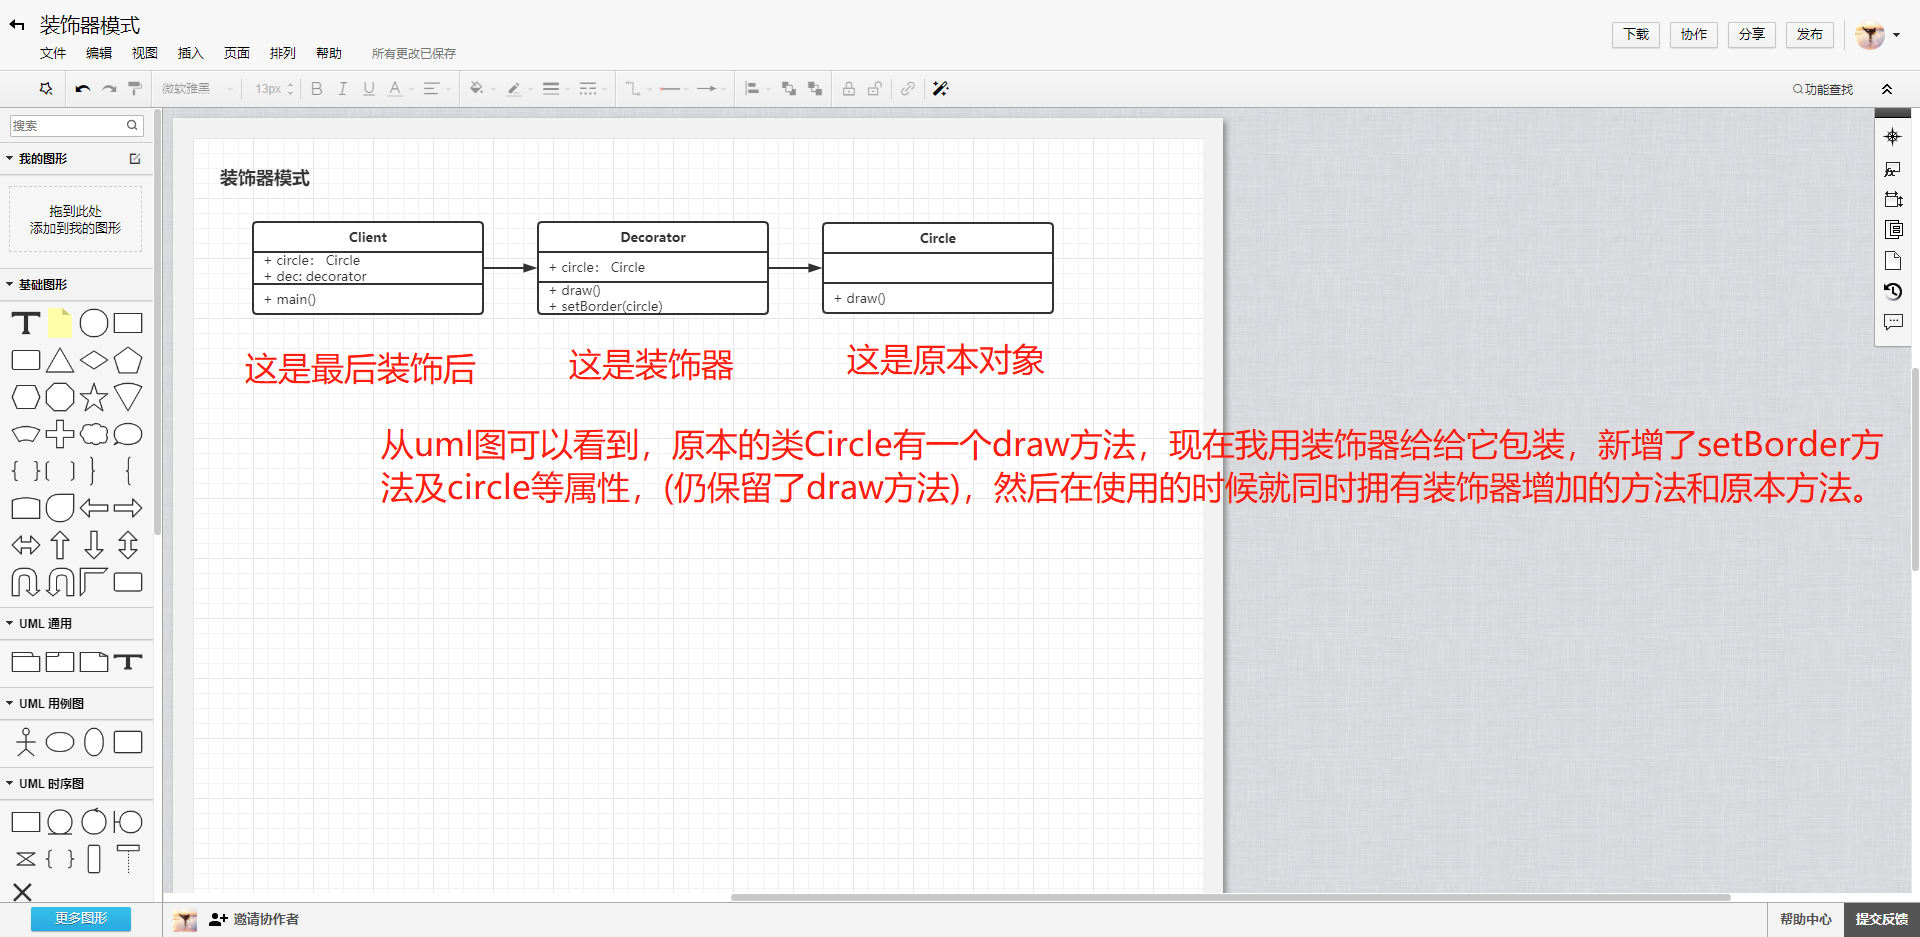 装饰器模式
文件 编辑 视图 插入 页面 排列 帮助 所有更改已保存
下载 协作 分享 发布
微软雅黑 13px B I U A
功能查找
搜索
我的图形
拖到此处
添加到我的图形
基础图形
UML 通用
UML 用例图
UML 时序图
更多图形
装饰器模式
Client
+ circle: Circle
+ dec: decorator
+ main()
Decorator
+ circle: Circle
+ draw()
+ setBorder(circle)
Circle
+ draw()
这是最后装饰后
这是装饰器
这是原本对象
从uml图可以看到，原本的类Circle有一个draw方法，现在我用装饰器给给它包装，新增了setBorder方
法及circle等属性，(仍保留了draw方法)，然后在使用的时候就同时拥有装饰器增加的方法和原本方法。
邀请协作者
帮助中心 提交反馈